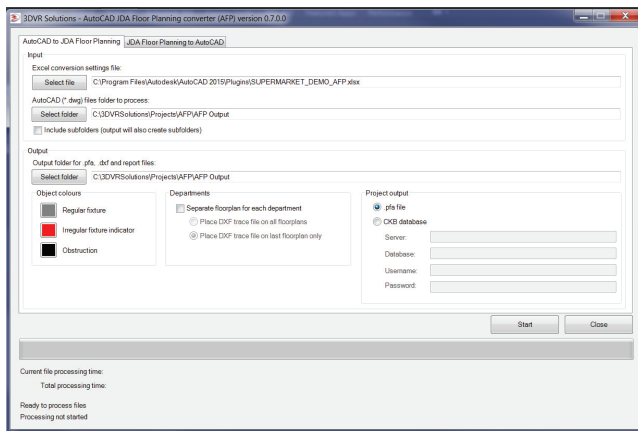 3DVR Solutions - AutoCAD JDA Floor Planning converter (AFP) version 0.7.0.0
AutoCAD to JDA Floor Planning
JDA Floor Planning to AutoCAD
Input
Excel conversion settings file:
Select file
C:\Program Files\Autodesk\AutoCAD 2015\Plugins\SUPERMARKET_DEMO_AFP.xlsx
AutoCAD (*.dwg) files folder to process:
Select folder
C:\3DVRSolutions\Projects\AFP\AFP Output
Include subfolders (output will also create subfolders)
Output
Output folder for .pfa, .dxf and report files:
Select folder
C:\3DVRSolutions\Projects\AFP\AFP Output
Object colours
Regular fixture
Irregular fixture indicator
Obstruction
Departments
Separate floorplan for each department
Place DXF trace file on all floorplans
Place DXF trace file on last floorplan only
Project output
.pfa file
CKB database
Server:
Database:
Username:
Password:
Start
Close
Current file processing time:
Total processing time:
Ready to process files
Processing not started